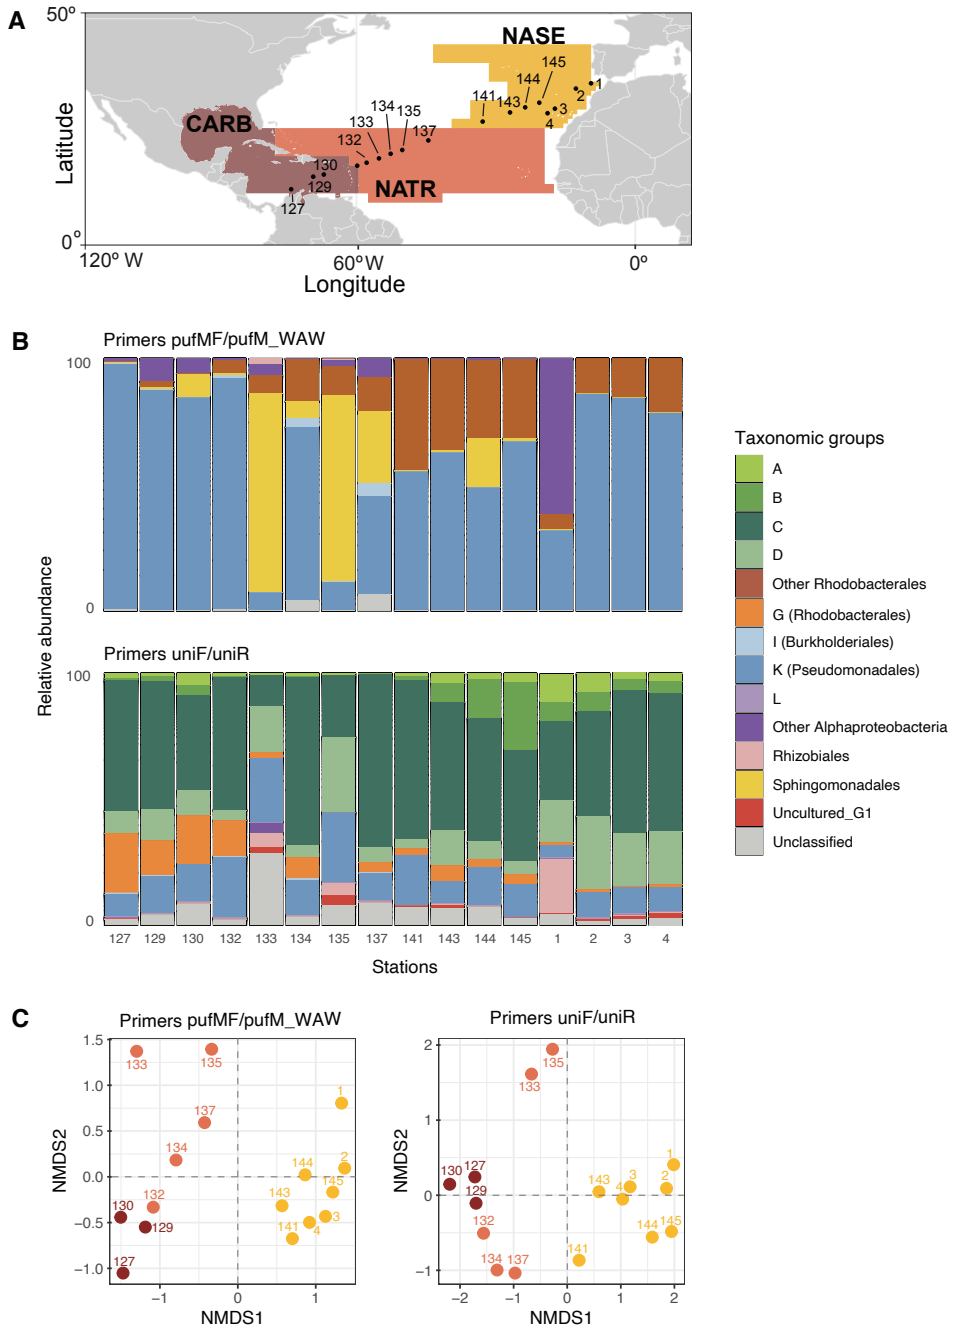 A
50°
NASE
145
144
141
143
1
2
3
4
134
135
133
132
137
CARB
130
129
NATR
127
Latitude
0°
120° W
60° W
0°
Longitude
B
Primers pufMF/pufM_WAW
100
0
Primers uniF/uniR
100
0
Relative abundance
127 129 130 132 133 134 135 137 141 143 144 145 1 2 3 4
Stations
Taxonomic groups
A
B
C
D
Other Rhodobacterales
G (Rhodobacterales)
I (Burkholderiales)
K (Pseudomonadales)
L
Other Alphaproteobacteria
Rhizobiales
Sphingomonadales
Uncultured_G1
Unclassified
C
Primers pufMF/pufM_WAW
1.5
1.0
0.5
0.0
−0.5
−1.0
NMDS2
133
135
137
134
132
130
129
127
1
2
144
145
143
3
4
141
−1 0 1
NMDS1
Primers uniF/uniR
2
1
0
−1
NMDS2
135
133
127
130
129
132
134
137
1
2
3
143
4
144
145
141
−2 −1 0 1 2
NMDS1